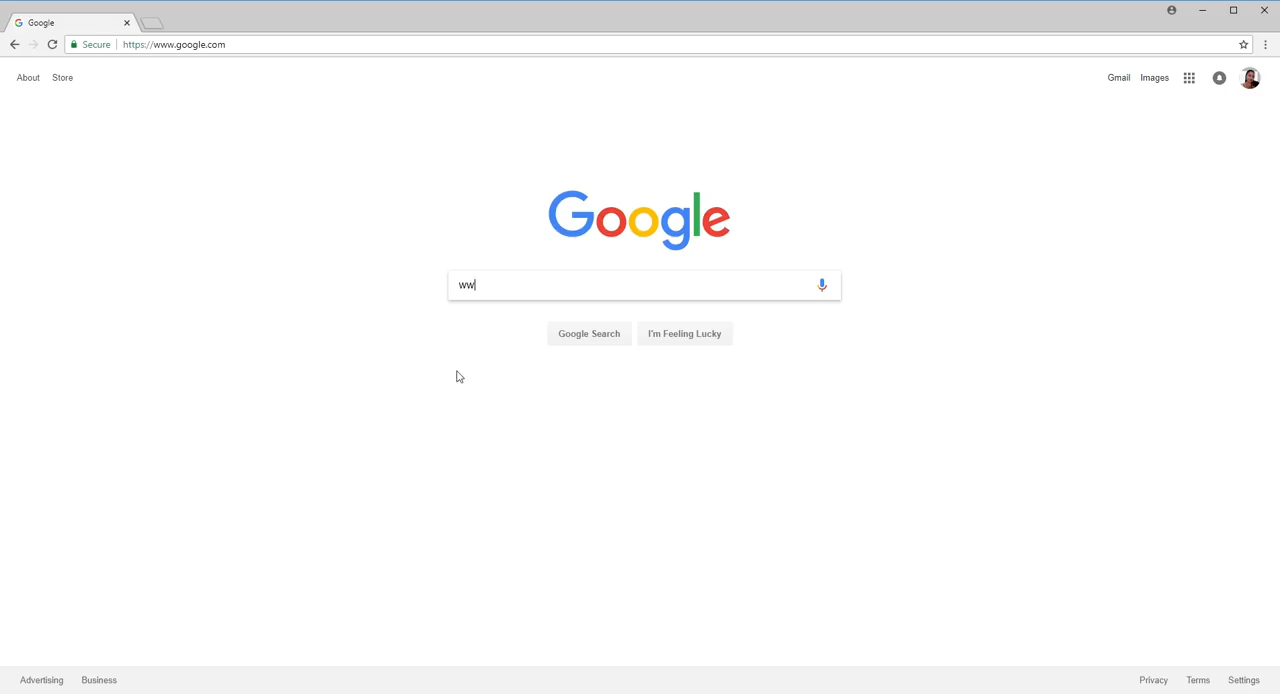 Google
Secure https://www.google.com
About Store Gmail Images
Google
ww
Google Search I'm Feeling Lucky
Advertising Business Privacy Terms Settings